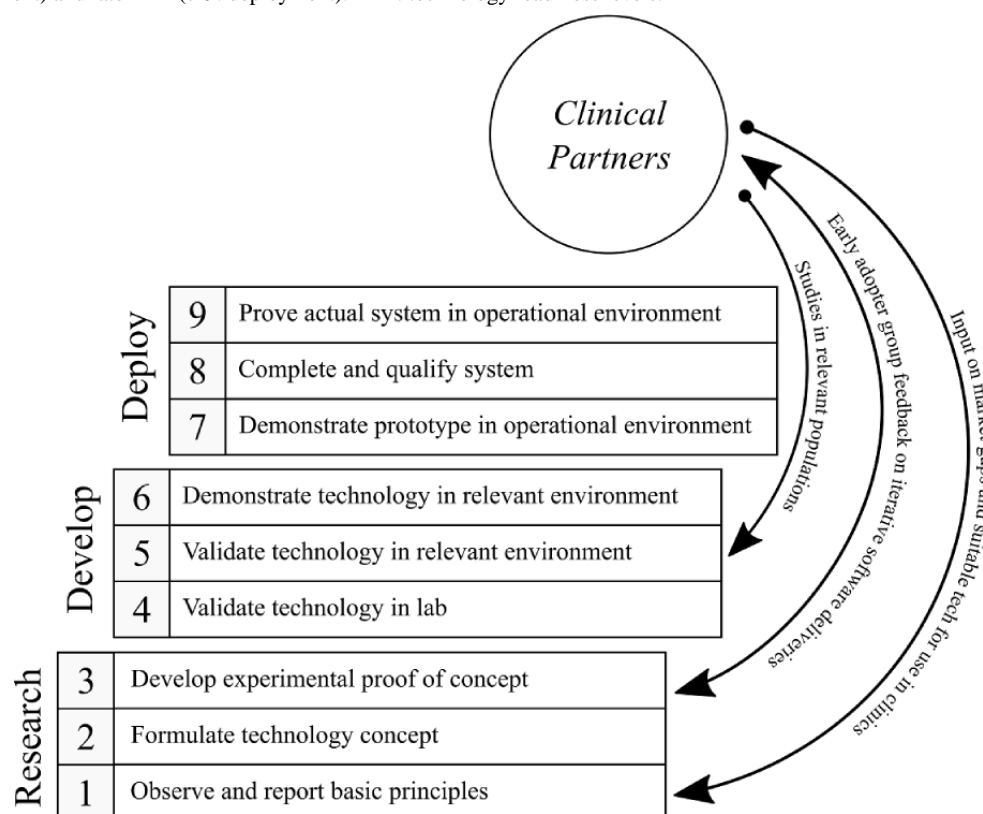 Clinical
Partners
Deploy
9 Prove actual system in operational environment
8 Complete and qualify system
7 Demonstrate prototype in operational environment
Develop
6 Demonstrate technology in relevant environment
5 Validate technology in relevant environment
4 Validate technology in lab
Research
3 Develop experimental proof of concept
2 Formulate technology concept
1 Observe and report basic principles
Studies in relevant populations
Early adopter group feedback on iterative software deliveries
Input on market gaps and suitable tech for use in clinics